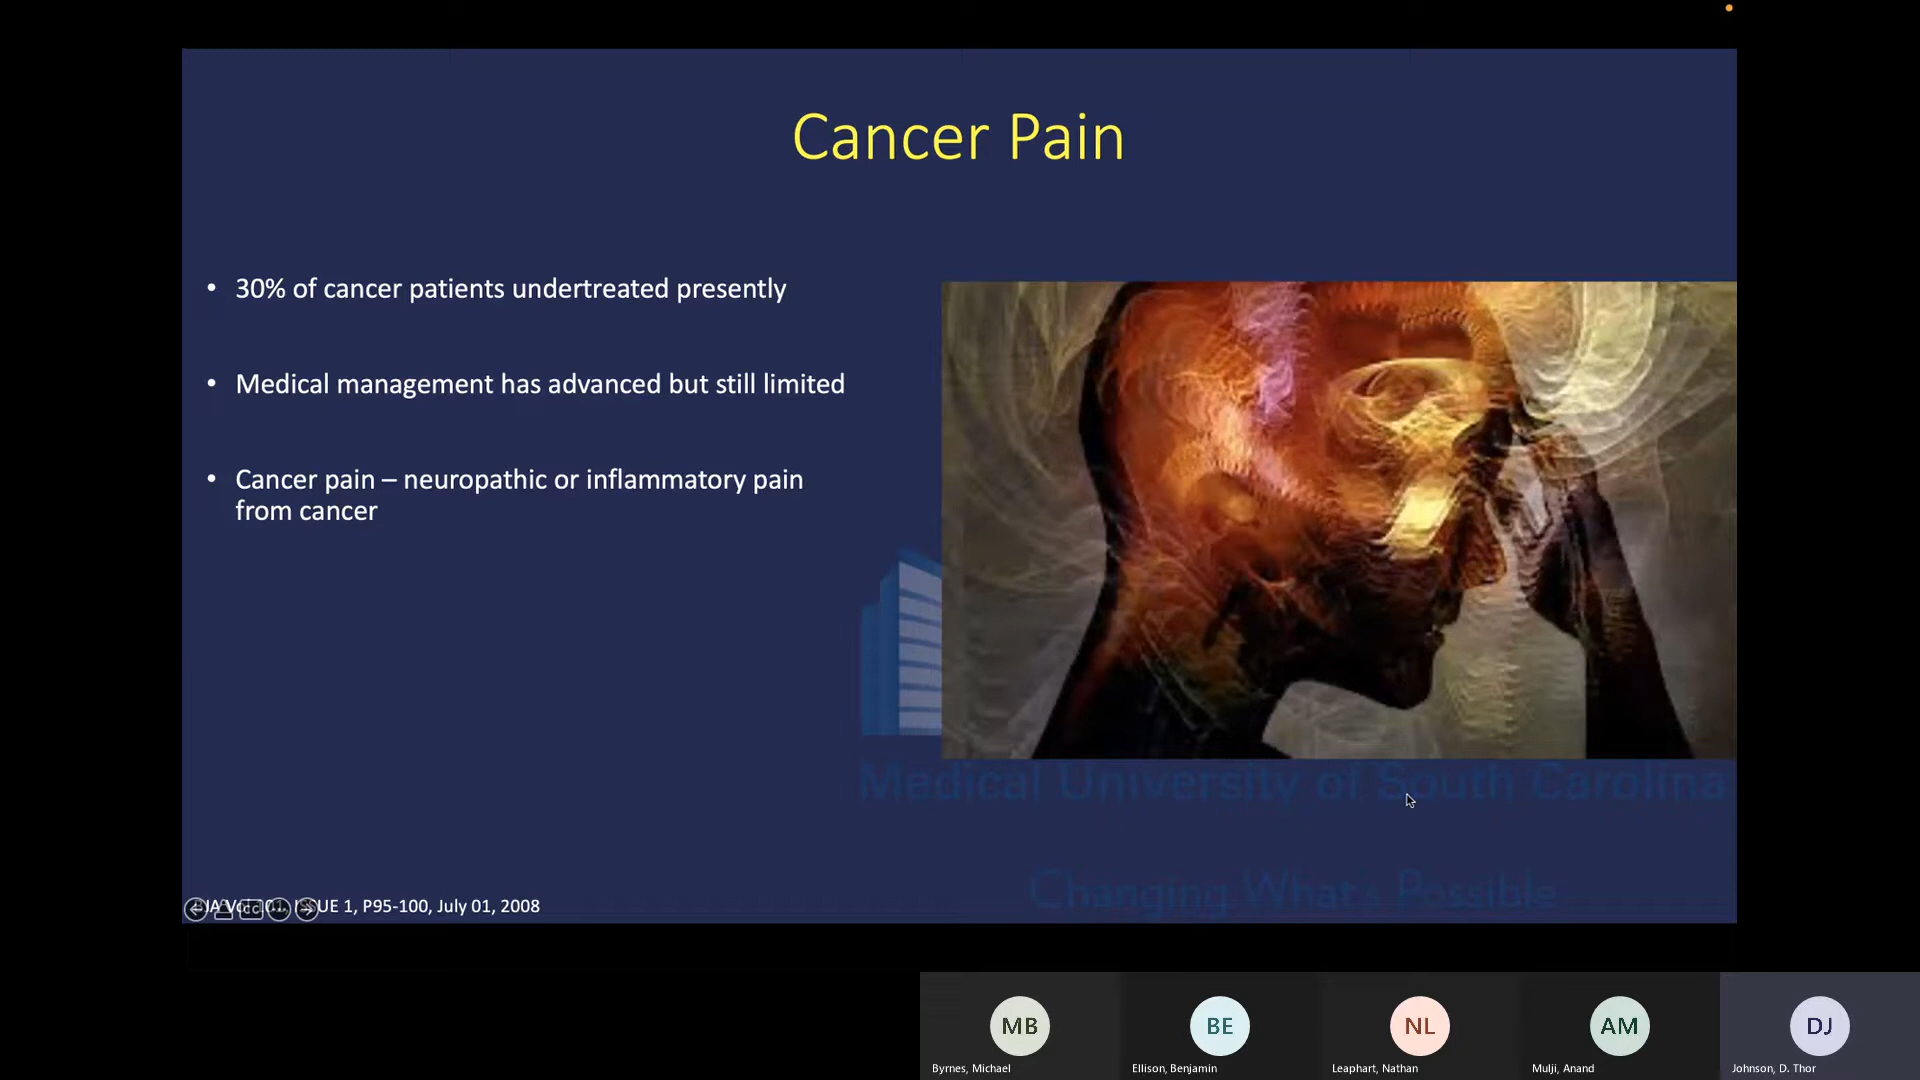 Cancer Pain
• 30% of cancer patients undertreated presently
• Medical management has advanced but still limited
• Cancer pain – neuropathic or inflammatory pain
from cancer
Medical University of South Carolina
Changing What's Possible
UE 1, P95-100, July 01, 2008
MB
BE
NL
AM
DJ
Byrnes, Michael
Ellison, Benjamin
Leaphart, Nathan
Mulji, Anand
Johnson, D. Thor